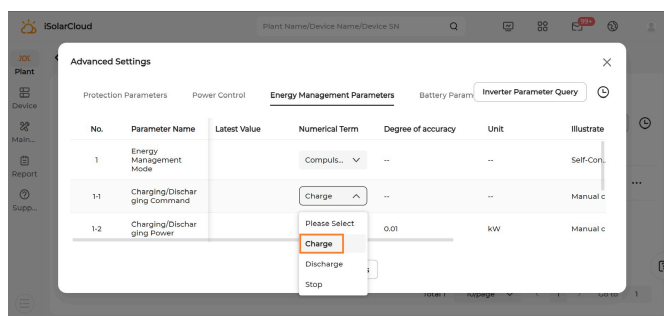 iSolarCloud
Plant Name/Device Name/Device SN
99+
Plant
Device
Main...
Report
Supp...
Advanced Settings
Protection Parameters
Power Control
Energy Management Parameters
Battery Param
Inverter Parameter Query
No.
Parameter Name
Latest Value
Numerical Term
Degree of accuracy
Unit
Illustrate
1
Energy
Management
Mode
Compuls...
--
--
Self-Con..
1-1
Charging/Dischar
ging Command
Charge
--
--
Manual c
1-2
Charging/Dischar
ging Power
0.01
kW
Manual c
Please Select
Charge
Discharge
Stop
s
Total 1
10/page
1
Go to
1